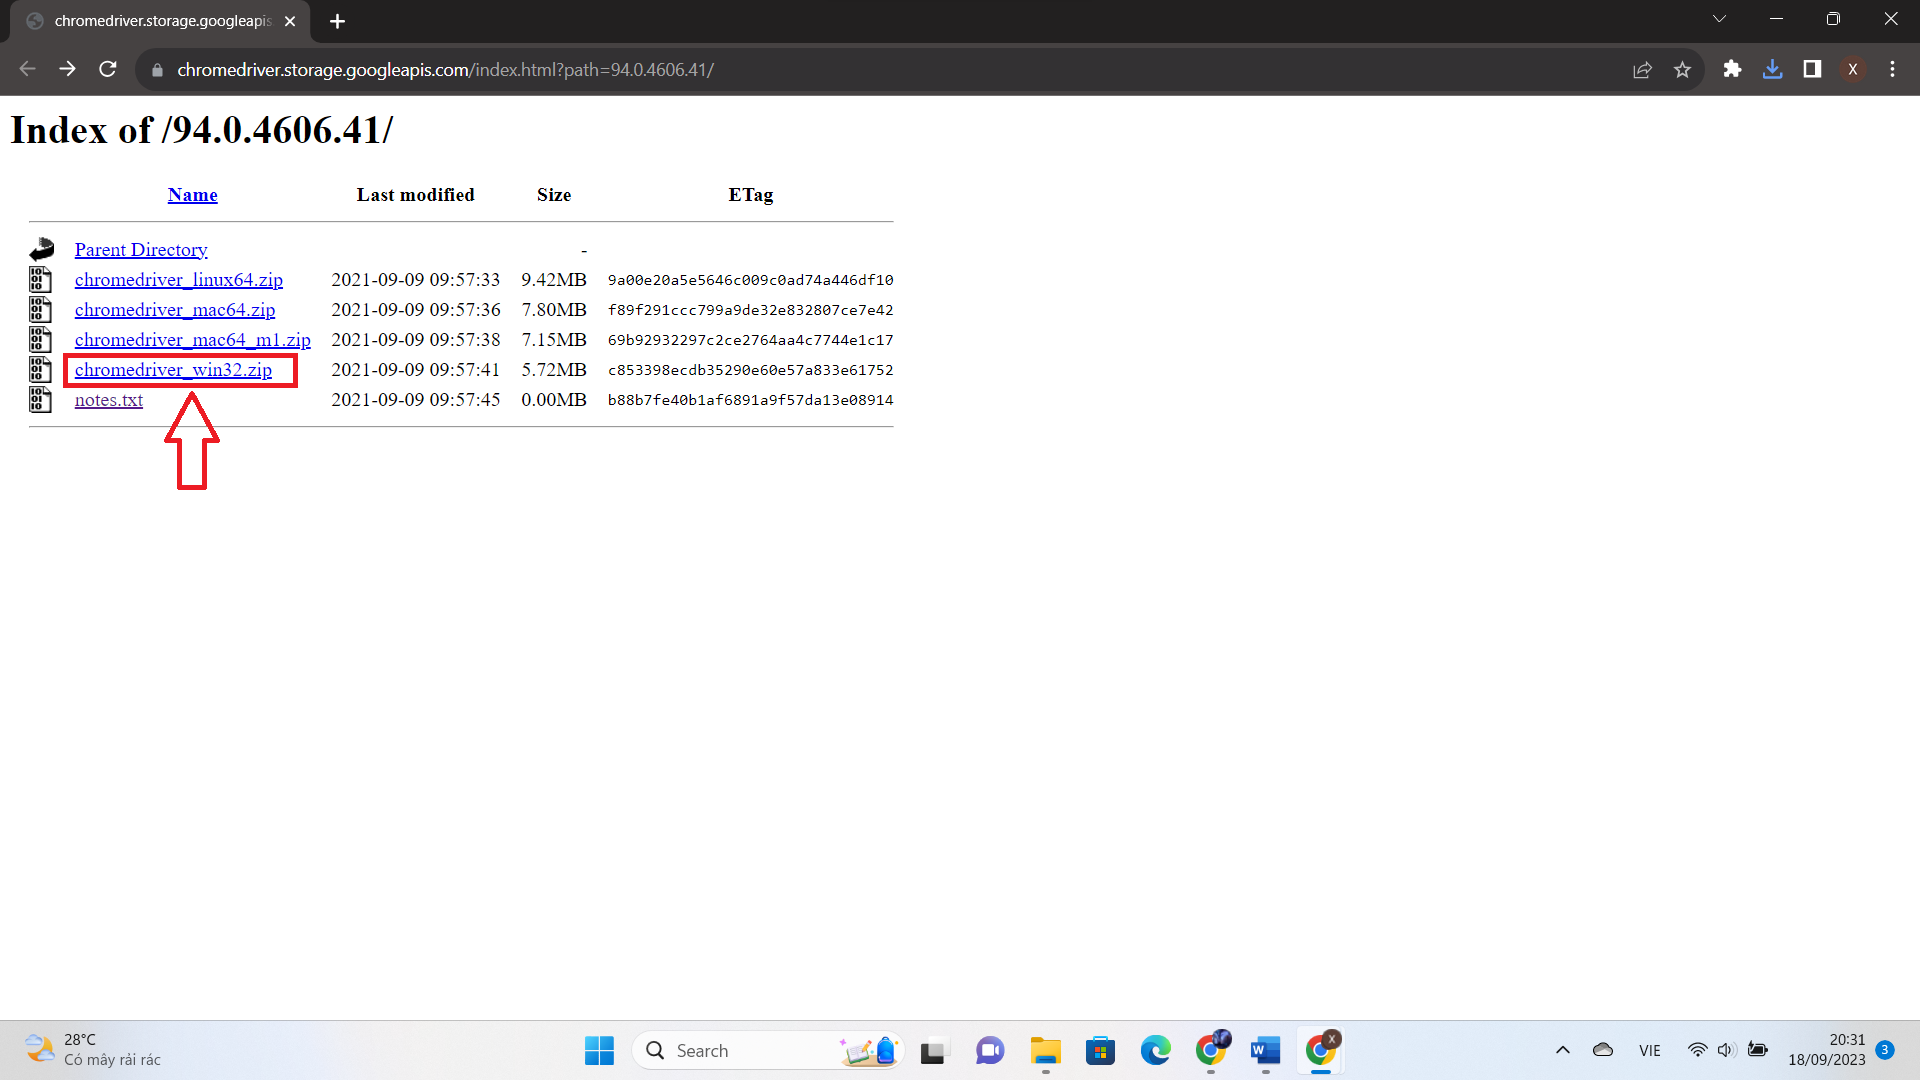 chromedriver.storage.googleapis
chromedriver.storage.googleapis.com/index.html?path=94.0.4606.41/
X
Index of /94.0.4606.41/
Name Last modified Size ETag
Parent Directory -
chromedriver_linux64.zip 2021-09-09 09:57:33 9.42MB 9a00e20a5e5646c009c0ad74a446df10
chromedriver_mac64.zip 2021-09-09 09:57:36 7.80MB f89f291ccc799a9de32e832807ce7e42
chromedriver_mac64_m1.zip 2021-09-09 09:57:38 7.15MB 69b92932297c2ce2764aa4c7744e1c17
chromedriver_win32.zip 2021-09-09 09:57:41 5.72MB c853398ecdb35290e60e57a833e61752
notes.txt 2021-09-09 09:57:45 0.00MB b88b7fe40b1af6891a9f57da13e08914
28°C
Có mây rải rác
Search
W
X
VIE
20:31
18/09/2023
3